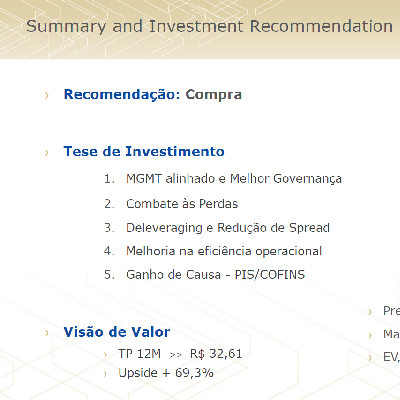 Summary and Investment Recommendation
› Recomendação: Compra
› Tese de Investimento
1. MGMT alinhado e Melhor Governança
2. Combate às Perdas
3. Deleveraging e Redução de Spread
4. Melhoria na eficiência operacional
5. Ganho de Causa - PIS/COFINS
› Visão de Valor
› TP 12M >> R$ 32,61
› Upside + 69,3%
› Pre
› Ma
› EV,